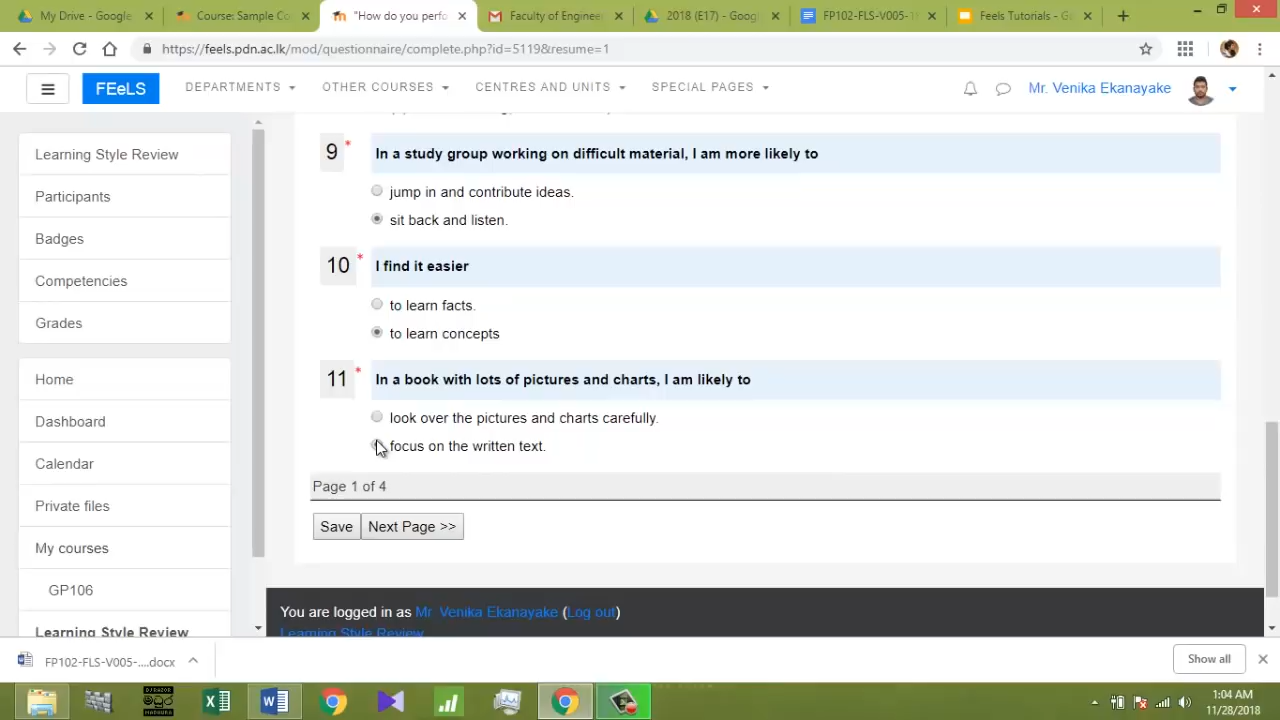 My Drive - Google
Course: Sample Co
"How do you perfo
Faculty of Enginee
2018 (E17) - Googl
FP102-FLS-V005-1
Feels Tutorials - G
https://feels.pdn.ac.lk/mod/questionnaire/complete.php?id=5119&resume=1
FEeLS
DEPARTMENTS
OTHER COURSES
CENTRES AND UNITS
SPECIAL PAGES
Mr. Venika Ekanayake
Learning Style Review
Participants
Badges
Competencies
Grades
Home
Dashboard
Calendar
Private files
My courses
GP106
Learning Style Review
9 * In a study group working on difficult material, I am more likely to
jump in and contribute ideas.
sit back and listen.
10 * I find it easier
to learn facts.
to learn concepts
11 * In a book with lots of pictures and charts, I am likely to
look over the pictures and charts carefully.
focus on the written text.
Page 1 of 4
Save
Next Page >>
You are logged in as Mr. Venika Ekanayake (Log out)
Learning Style Review
FP102-FLS-V005-....docx
Show all
1:04 AM
11/28/2018